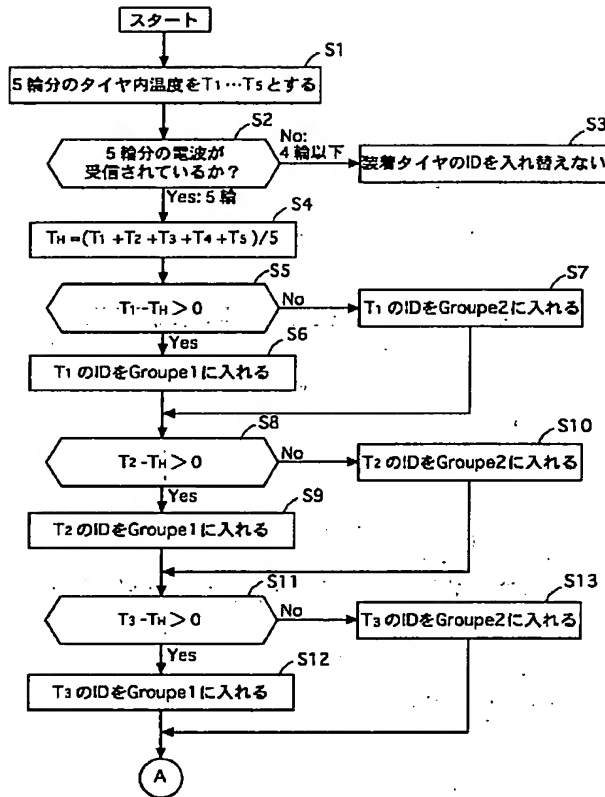 スタート
S1
5輪分のタイヤ内温度をT1…T5とする
S2
5輪分の電波が
受信されているか?
No:
4輪以下
S3
装着タイヤのIDを入れ替えない
Yes:5輪
S4
TH=(T1+T2+T3+T4+T5)/5
S5
T1-TH>0
No
S7
T1のIDをGroupe2に入れる
Yes
S6
T1のIDをGroupe1に入れる
S8
T2-TH>0
No
S10
T2のIDをGroupe2に入れる
Yes
S9
T2のIDをGroupe1に入れる
S11
T3-TH>0
No
S13
T3のIDをGroupe2に入れる
Yes
S12
T3のIDをGroupe1に入れる
A